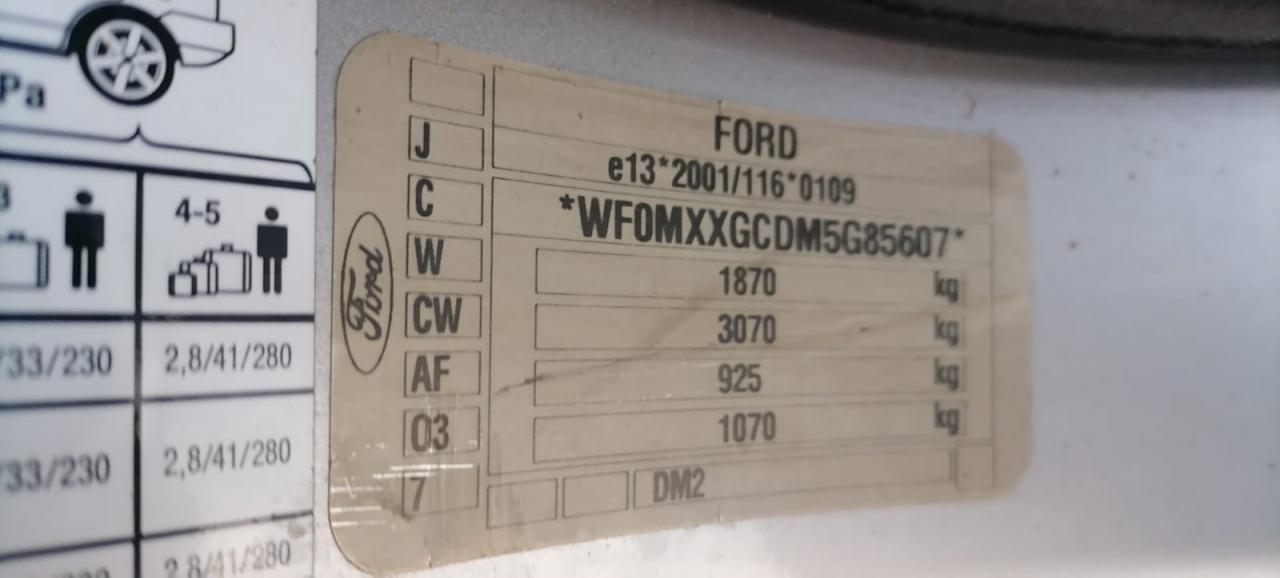 Pa
3
4-5
/33/230
2,8/41/280
/33/230
2,8/41/280
2,8/41/280
Ford
J
C
W
CW
AF
03
7
FORD
e13*2001/116*0109
*WF0MXXGCDM5G85607*
1870 kg
3070 kg
925 kg
1070 kg
DM2